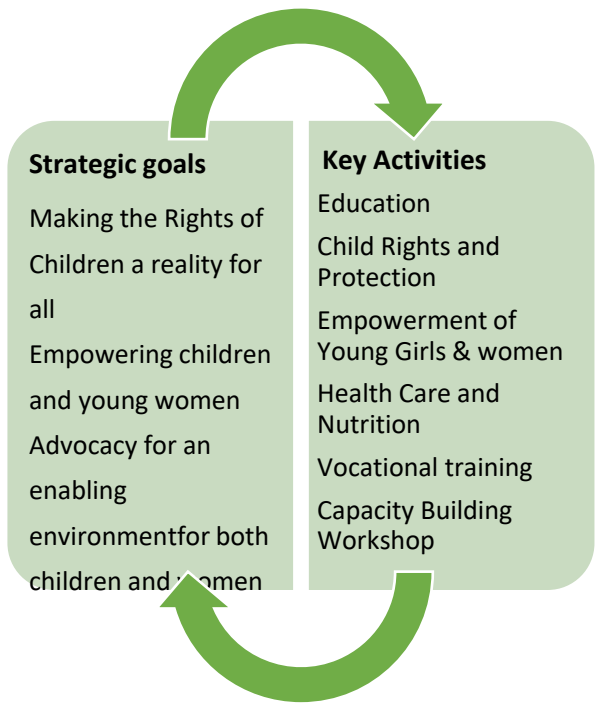 Strategic goals
Making the Rights of
Children a reality for
all
Empowering children
and young women
Advocacy for an
enabling
environmentfor both
children and women
Key Activities
Education
Child Rights and
Protection
Empowerment of
Young Girls & women
Health Care and
Nutrition
Vocational training
Capacity Building
Workshop